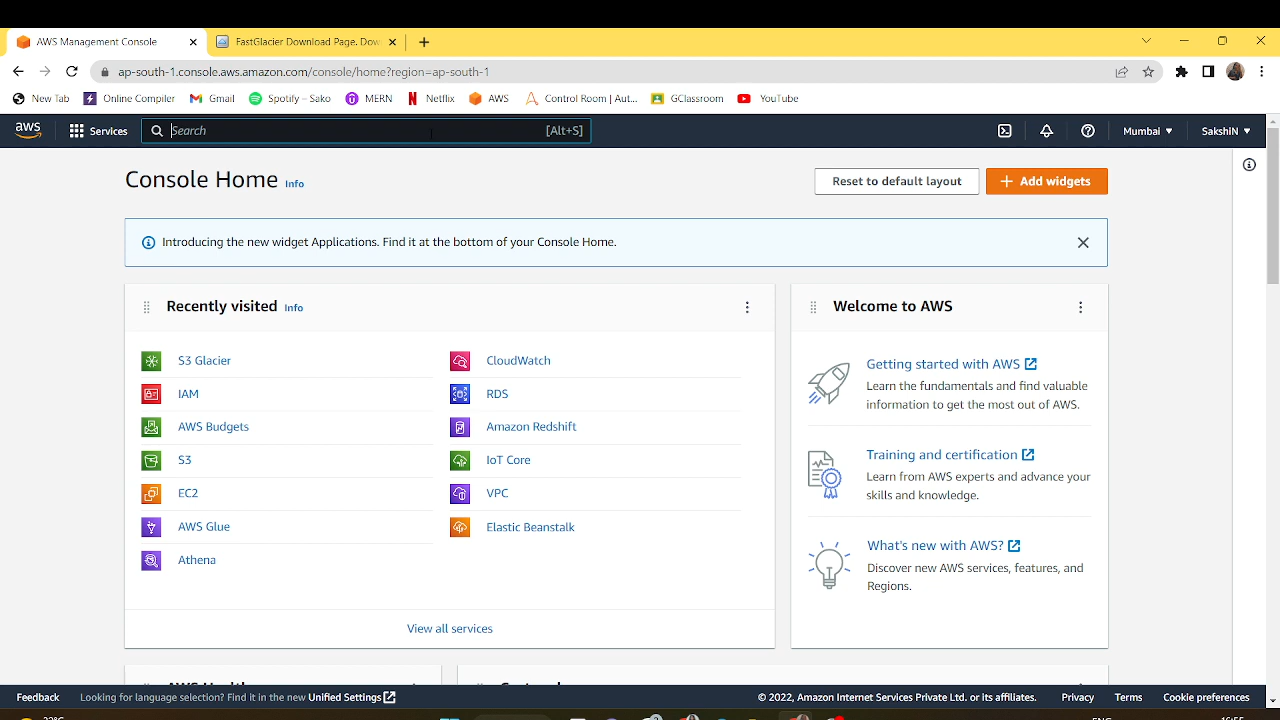 AWS Management Console
FastGlacier Download Page. Dow
ap-south-1.console.aws.amazon.com/console/home?region=ap-south-1
New Tab Online Compiler Gmail Spotify – Sako MERN Netflix AWS Control Room | Aut... GClassroom YouTube
aws Services Search [Alt+S] Mumbai SakshiN
Console Home Info
Reset to default layout
Add widgets
Introducing the new widget Applications. Find it at the bottom of your Console Home.
Recently visited Info
S3 Glacier
IAM
AWS Budgets
S3
EC2
AWS Glue
Athena
CloudWatch
RDS
Amazon Redshift
IoT Core
VPC
Elastic Beanstalk
View all services
Welcome to AWS
Getting started with AWS
Learn the fundamentals and find valuable
information to get the most out of AWS.
Training and certification
Learn from AWS experts and advance your
skills and knowledge.
What's new with AWS?
Discover new AWS services, features, and
Regions.
AWS Health
Feedback Looking for language selection? Find it in the new Unified Settings © 2022, Amazon Internet Services Private Ltd. or its affiliates. Privacy Terms Cookie preferences